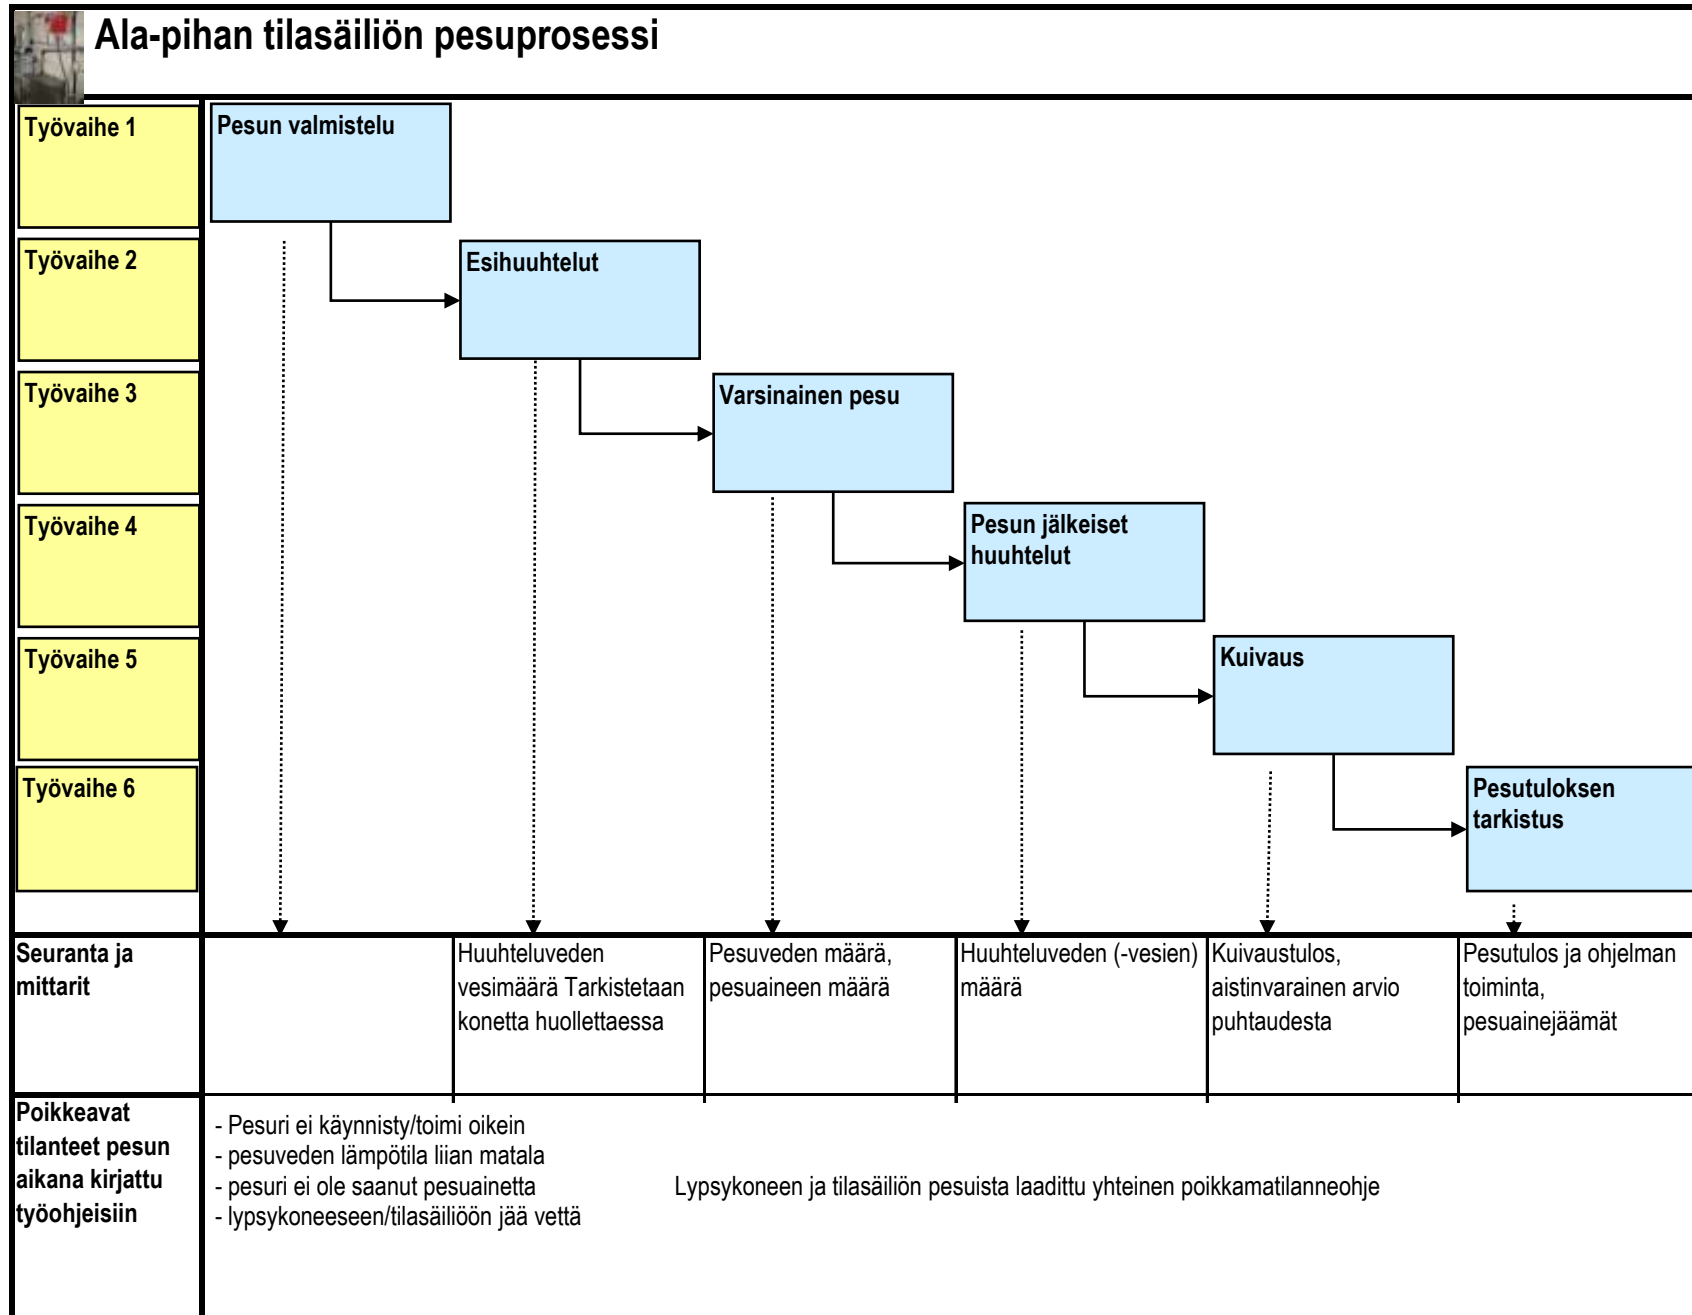 Ala-pihan tilasäiliön pesuprosessi
Työvaihe 1
Pesun valmistelu
Työvaihe 2
Esihuuhtelut
Työvaihe 3
Varsinainen pesu
Työvaihe 4
Pesun jälkeiset
huuhtelut
Työvaihe 5
Kuivaus
Työvaihe 6
Pesutuloksen
tarkistus
Seuranta ja
mittarit
Huuhteluveden
vesimäärä Tarkistetaan
konetta huollettaessa
Pesuveden määrä,
pesuaineen määrä
Huuhteluveden (-vesien)
määrä
Kuivaustulos,
aistinvarainen arvio
puhtaudesta
Pesutulos ja ohjelman
toiminta,
pesuainejäämät
Poikkeavat
tilanteet pesun
aikana kirjattu
työohjeisiin
- Pesuri ei käynnisty/toimi oikein
- pesuveden lämpötila liian matala
- pesuri ei ole saanut pesuainetta
- lypsykoneeseen/tilasäiliöön jää vettä
Lypsykoneen ja tilasäiliön pesuista laadittu yhteinen poikkamatilanneohje